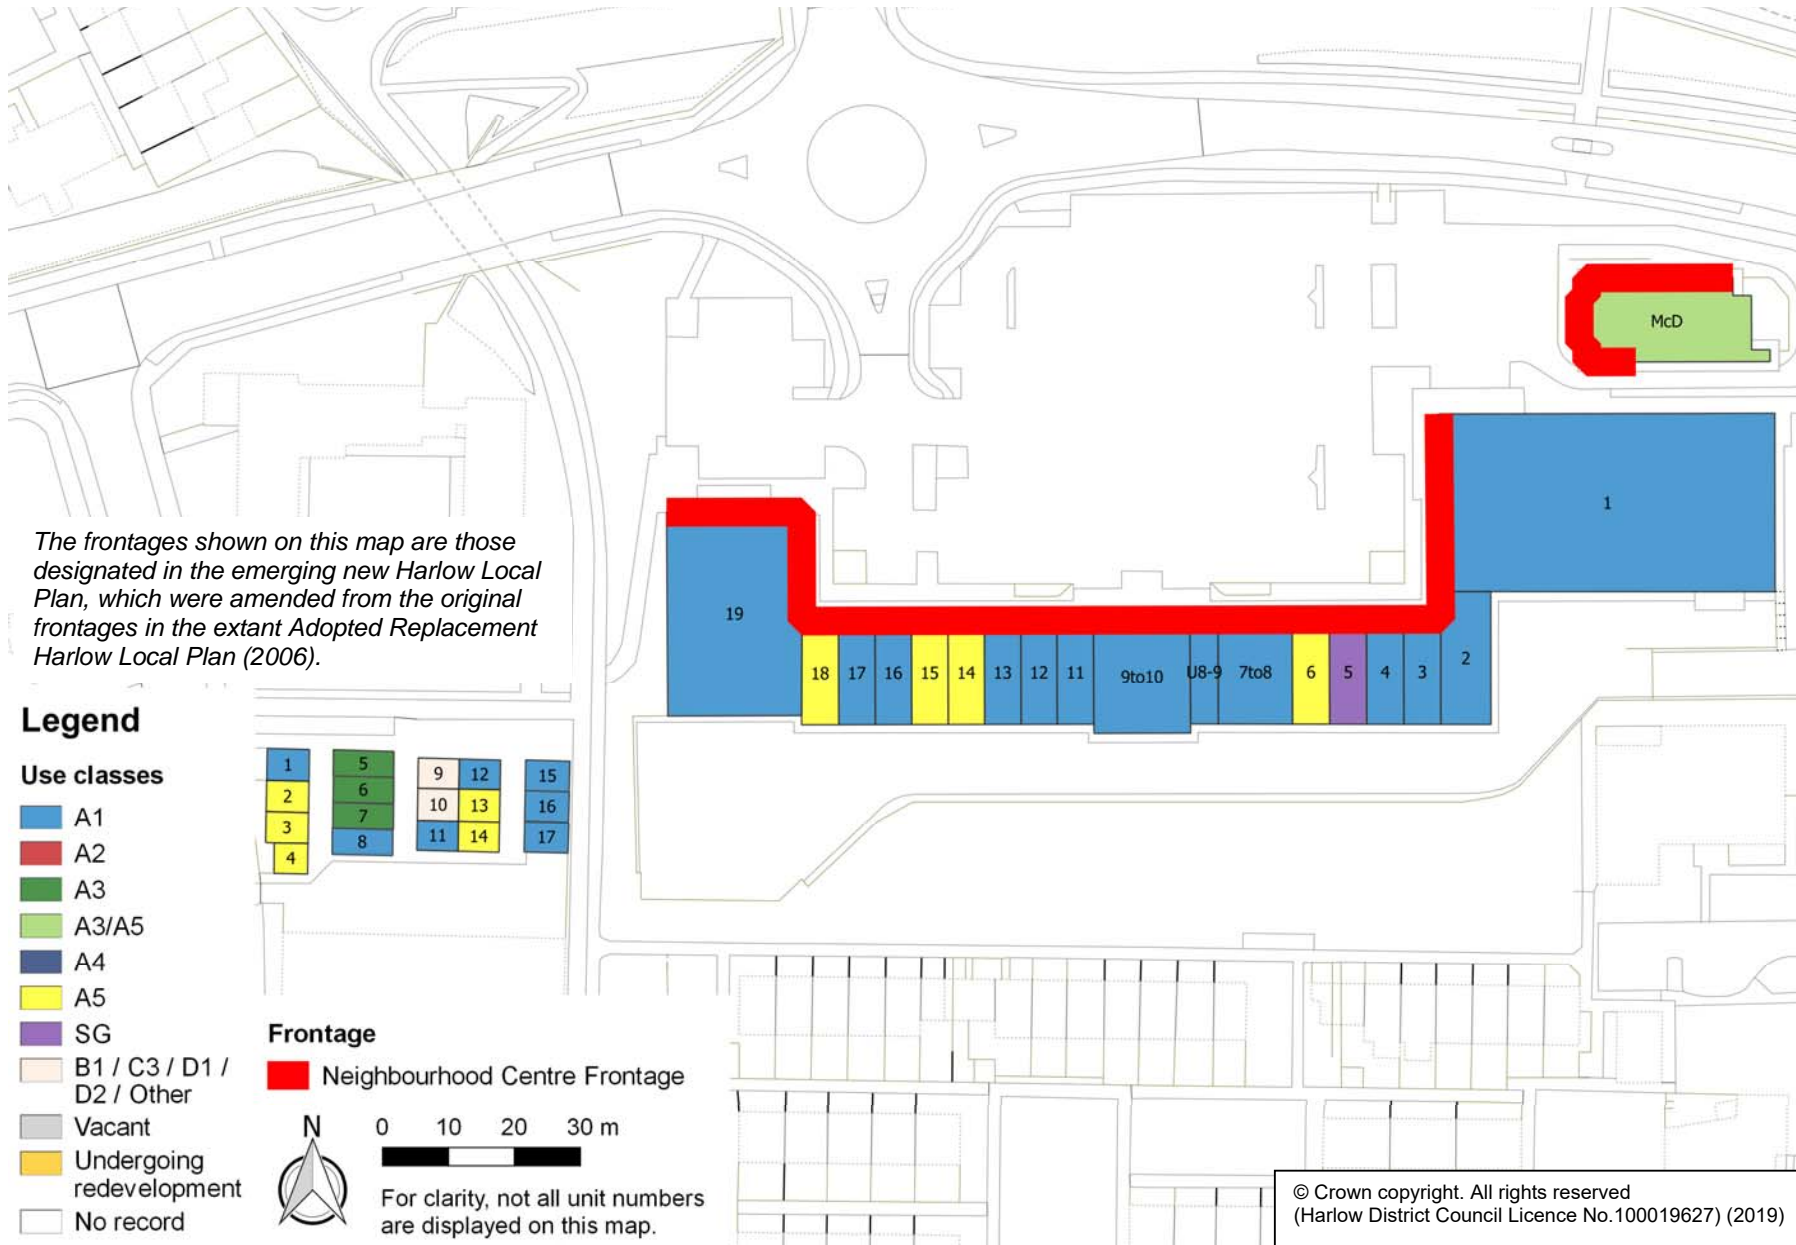 McD
1
The frontages shown on this map are those
designated in the emerging new Harlow Local
Plan, which were amended from the original
frontages in the extant Adopted Replacement
Harlow Local Plan (2006).
19
18 17 16 15 14 13 12 11 9to10 U8-9 7to8 6 5 4 3 2
Legend
Use classes
A1
A2
A3
A3/A5
A4
A5
SG
B1 / C3 / D1 /
D2 / Other
Vacant
Undergoing
redevelopment
No record
1
2
3
4
5
6
7
8
9 12
10 13
11 14
15
16
17
Frontage
Neighbourhood Centre Frontage
N
0 10 20 30 m
For clarity, not all unit numbers
are displayed on this map.
© Crown copyright. All rights reserved
(Harlow District Council Licence No.100019627) (2019)